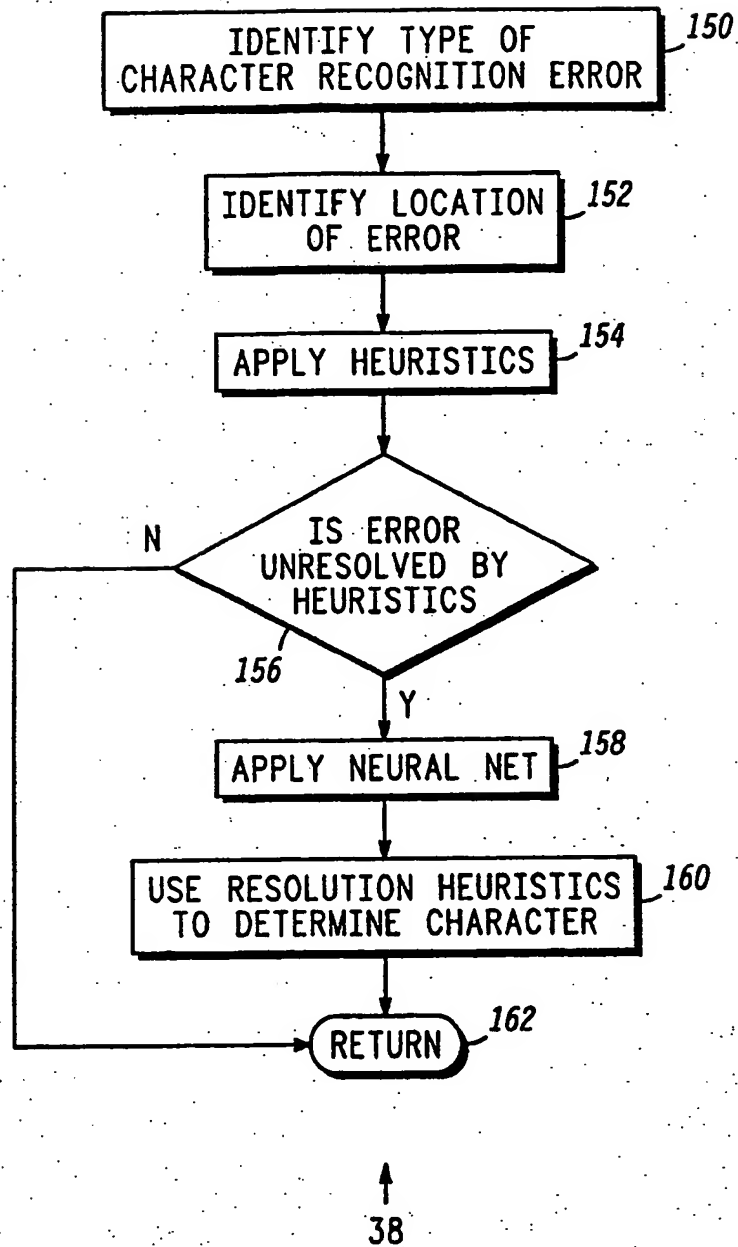 IDENTIFY TYPE OF
CHARACTER RECOGNITION ERROR
150
IDENTIFY LOCATION
OF ERROR
152
APPLY HEURISTICS
154
N
IS ERROR
UNRESOLVED BY
HEURISTICS
156
Y
APPLY NEURAL NET
158
USE RESOLUTION HEURISTICS
TO DETERMINE CHARACTER
160
RETURN
162
38